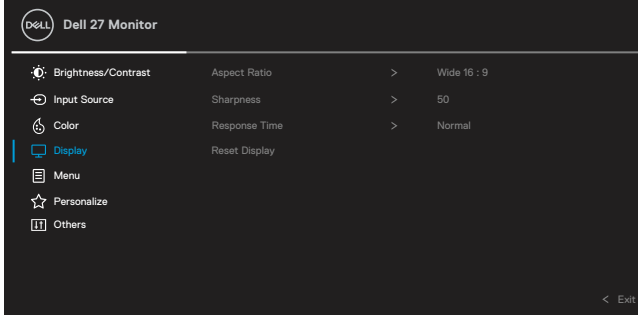 DELL Dell 27 Monitor
Brightness/Contrast Aspect Ratio > Wide 16 : 9
Input Source Sharpness > 50
Color Response Time > Normal
Display Reset Display
Menu
Personalize
Others
< Exit